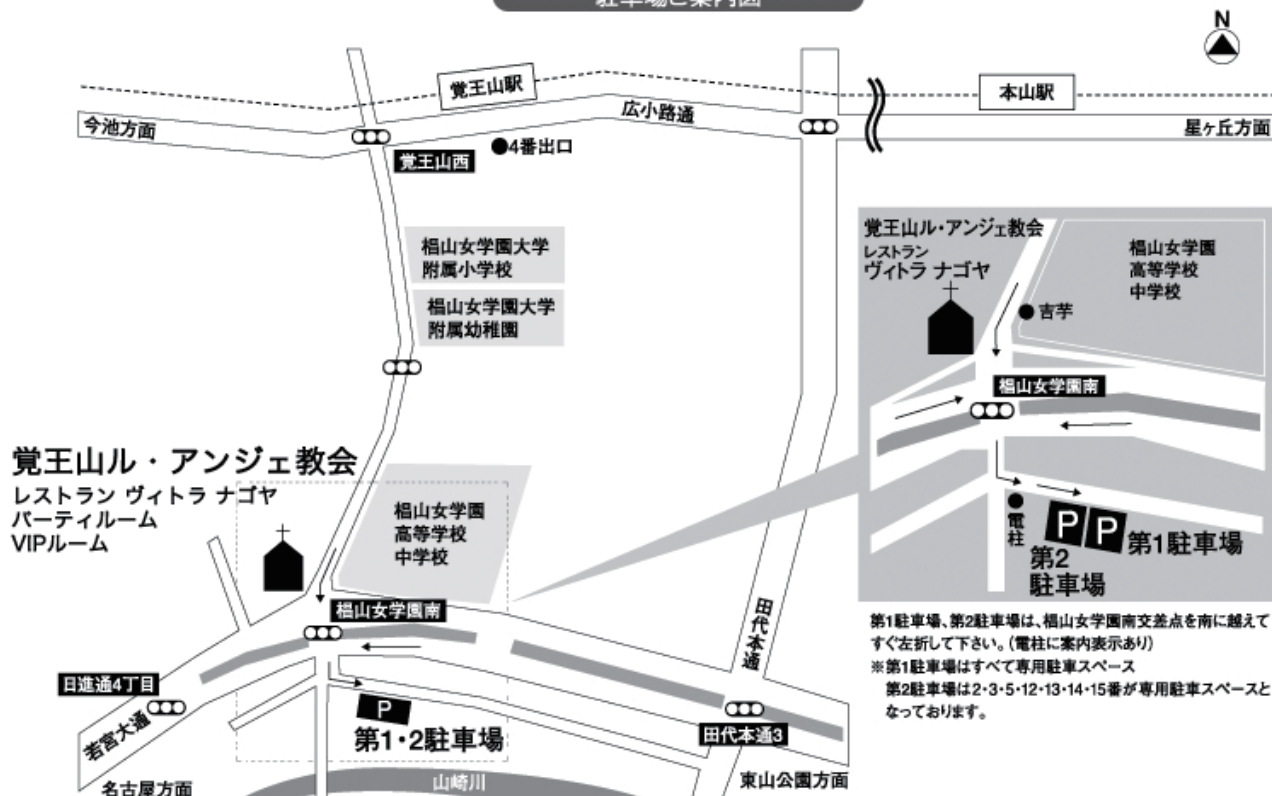 駐車場ご案内図
N
覚王山駅
本山駅
今池方面
広小路通
星ヶ丘方面
覚王山西
●4番出口
椙山女学園大学
附属小学校
椙山女学園大学
附属幼稚園
覚王山ル・アンジェ教会
レストラン ヴィトラ ナゴヤ
パーティルーム
VIPルーム
椙山女学園
高等学校
中学校
椙山女学園南
日進通4丁目
若宮大通
名古屋方面
P
第1・2駐車場
山崎川
田代本通
田代本通3
東山公園方面
覚王山ル・アンジェ教会
レストラン
ヴィトラ ナゴヤ
椙山女学園
高等学校
中学校
●吉芋
椙山女学園南
●電柱
P P
第1駐車場
第2
駐車場
第1駐車場、第2駐車場は、椙山女学園南交差点を南に越えて
すぐ左折して下さい。(電柱に案内表示あり)
※第1駐車場はすべて専用駐車スペース
第2駐車場は2・3・5・12・13・14・15番が専用駐車スペースと
なっております。